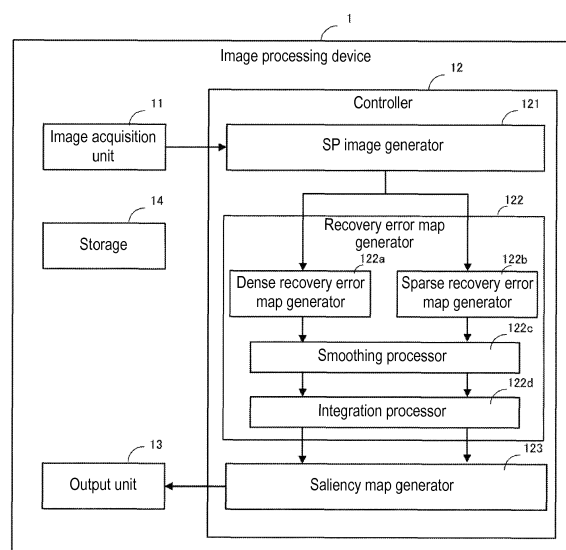 1
Image processing device
12
11
Controller
121
Image acquisition
unit
SP image generator
14
122
Storage
Recovery error map
generator
122a
122b
Dense recovery error
map generator
Sparse recovery error
map generator
122c
Smoothing processor
122d
Integration processor
13
123
Output unit
Saliency map generator